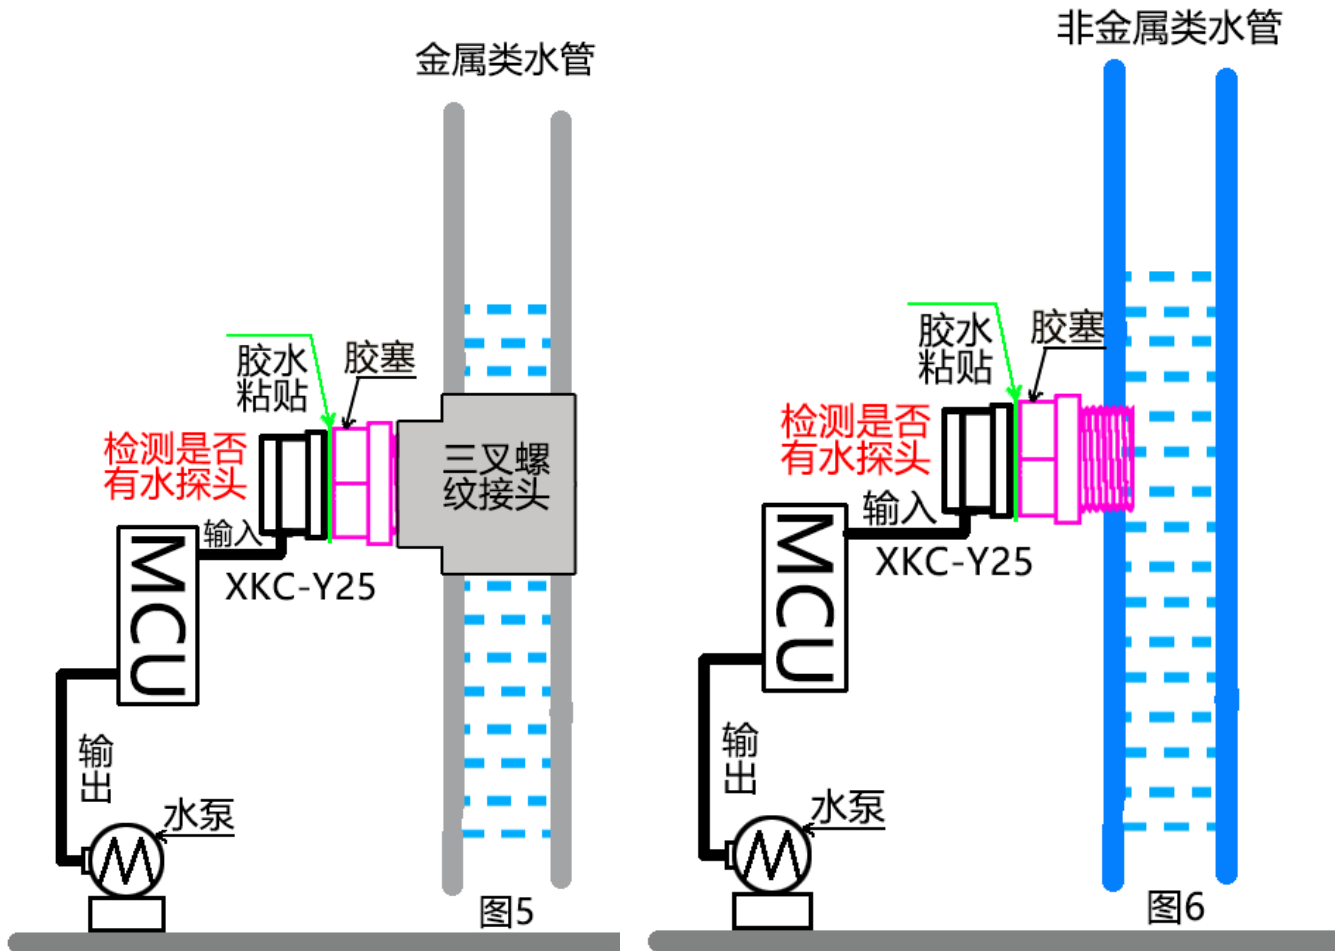 金属类水管
胶水
粘贴
胶塞
检测是否
有水探头
三叉螺
纹接头
输入
XKC-Y25
MCU
输
出
水泵
图5
非金属类水管
胶水
粘贴
胶塞
检测是否
有水探头
输入
XKC-Y25
MCU
输
出
水泵
图6